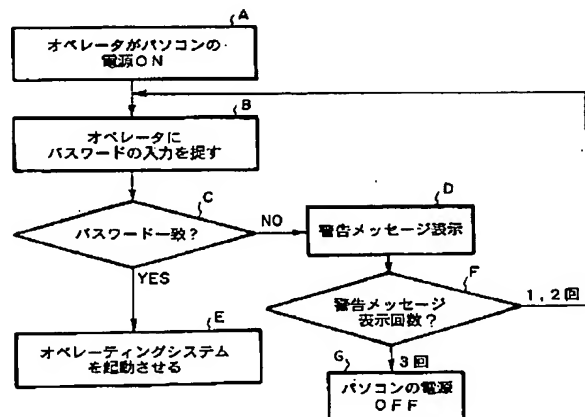 A
オペレータがパソコンの
電源ON
B
オペレータに
パスワードの入力を捉す
C
パスワード一致?
NO
YES
D
警告メッセージ表示
F
警告メッセージ
表示回数?
1,2回
3回
E
オペレーティングシステム
を起動させる
G
パソコンの電源
OFF